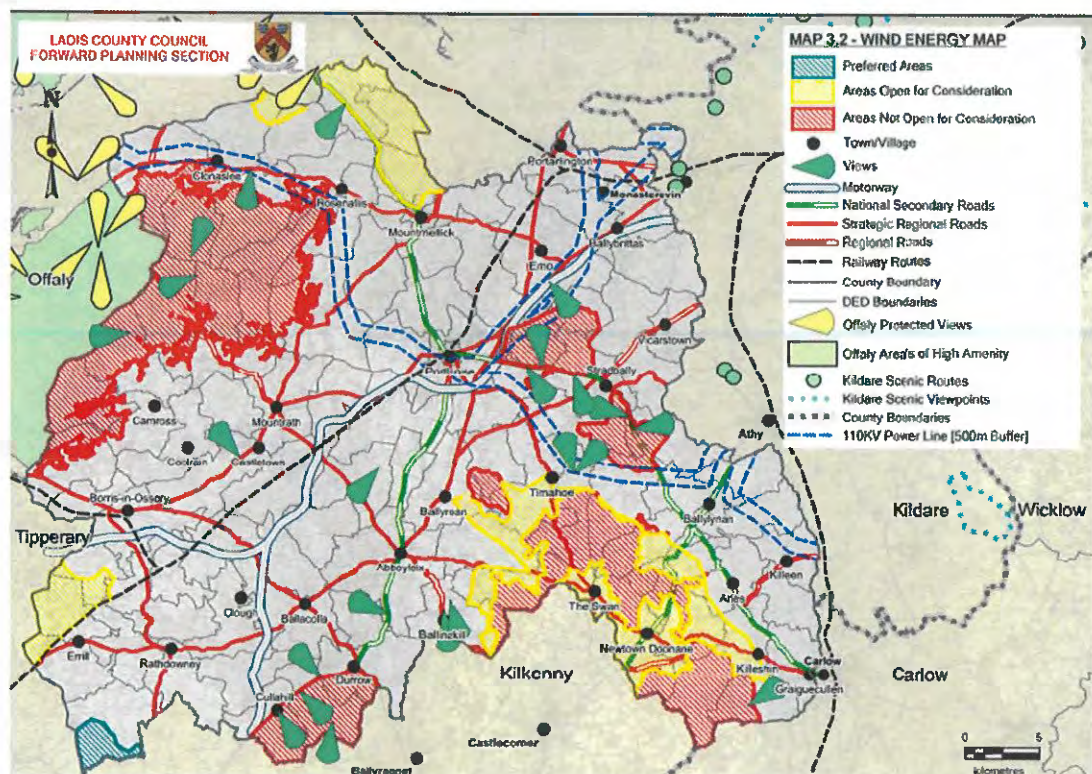 LAOIS COUNTY COUNCIL
FORWARD PLANNING SECTION
MAP 3.2 - WIND ENERGY MAP
Preferred Areas
Areas Open for Consideration
Areas Not Open for Consideration
Town/Village
Views
Motorway
National Secondary Roads
Strategic Regional Roads
Regional Roads
Railway Routes
County Boundary
DED Boundaries
Offaly Protected Views
Offaly Areas of High Amenity
Kildare Scenic Routes
Kildare Scenic Viewpoints
County Boundaries
110KV Power Line [500m Buffer]
N
Portarlington
Clonaslee
Rosenallis
Monasterevin
Mountmellick
Ballybrittas
Emo
Offaly
Vicarstown
Portlaoise
Stradbally
Camross
Mountrath
Athy
Coolrain
Castletown
Borris-in-Ossory
Timahoe
Ballyroan
Ballylynan
Kildare
Wicklow
Tipperary
Abbeyleix
Killeen
Arles
The Swan
Clough
Ballacolla
Ballinakill
Newtown Doonane
Errill
Rathdowney
Killeshin
Carlow
Durrow
Kilkenny
Carlow
Graiguecullen
Cullahill
Castlecomer
Ballyragget
0 5
kilometres